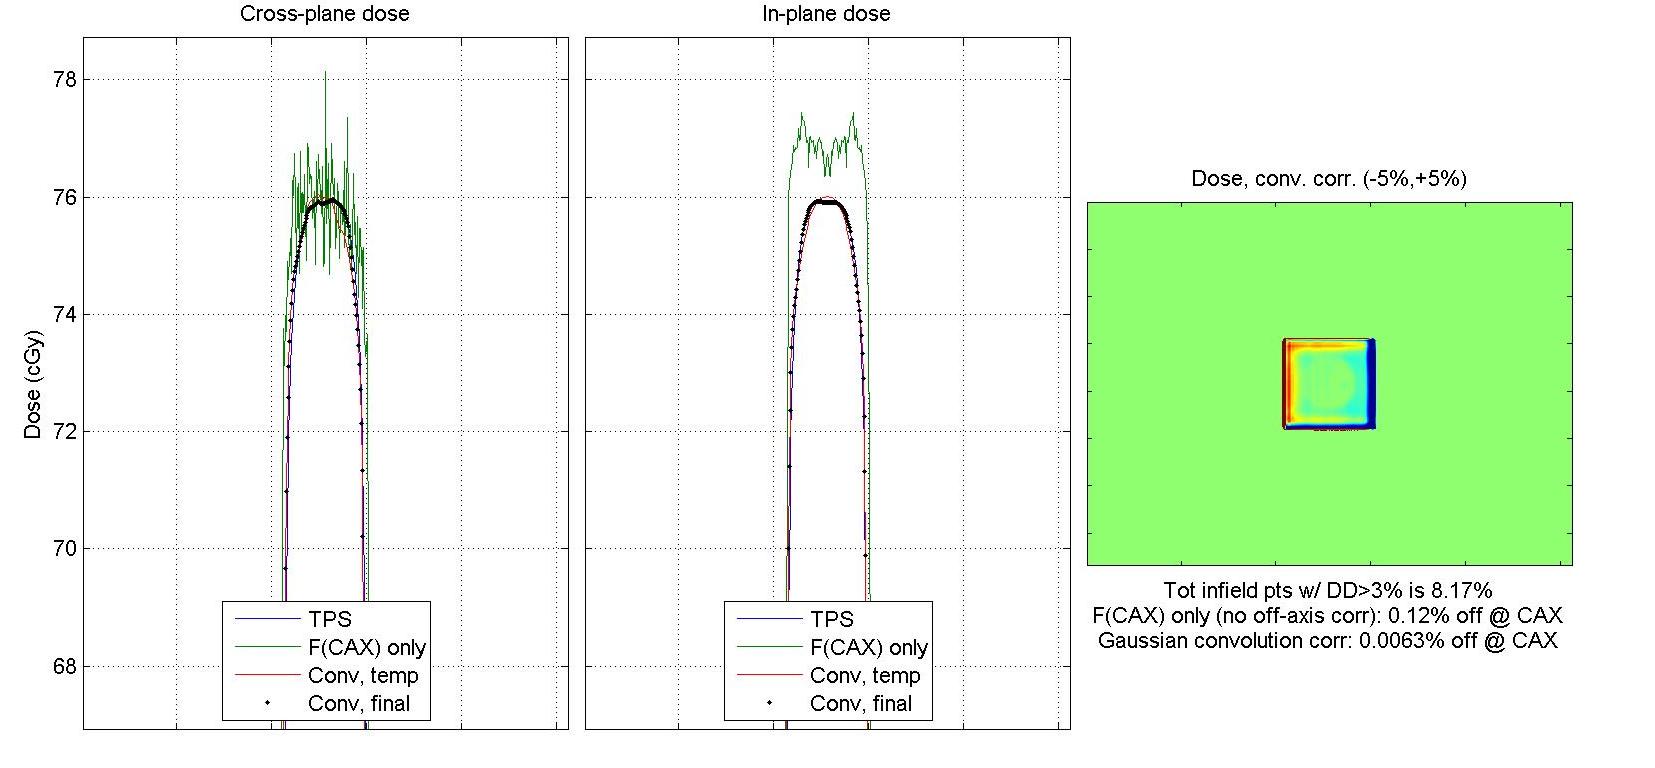 Cross-plane dose
In-plane dose
78
76
74
72
70
68
Dose (cGy)
TPS
F(CAX) only
Conv, temp
Conv, final
TPS
F(CAX) only
Conv, temp
Conv, final
Dose, conv. corr. (-5%,+5%)
Tot infield pts w/ DD>3% is 8.17%
F(CAX) only (no off-axis corr): 0.12% off @ CAX
Gaussian convolution corr: 0.0063% off @ CAX